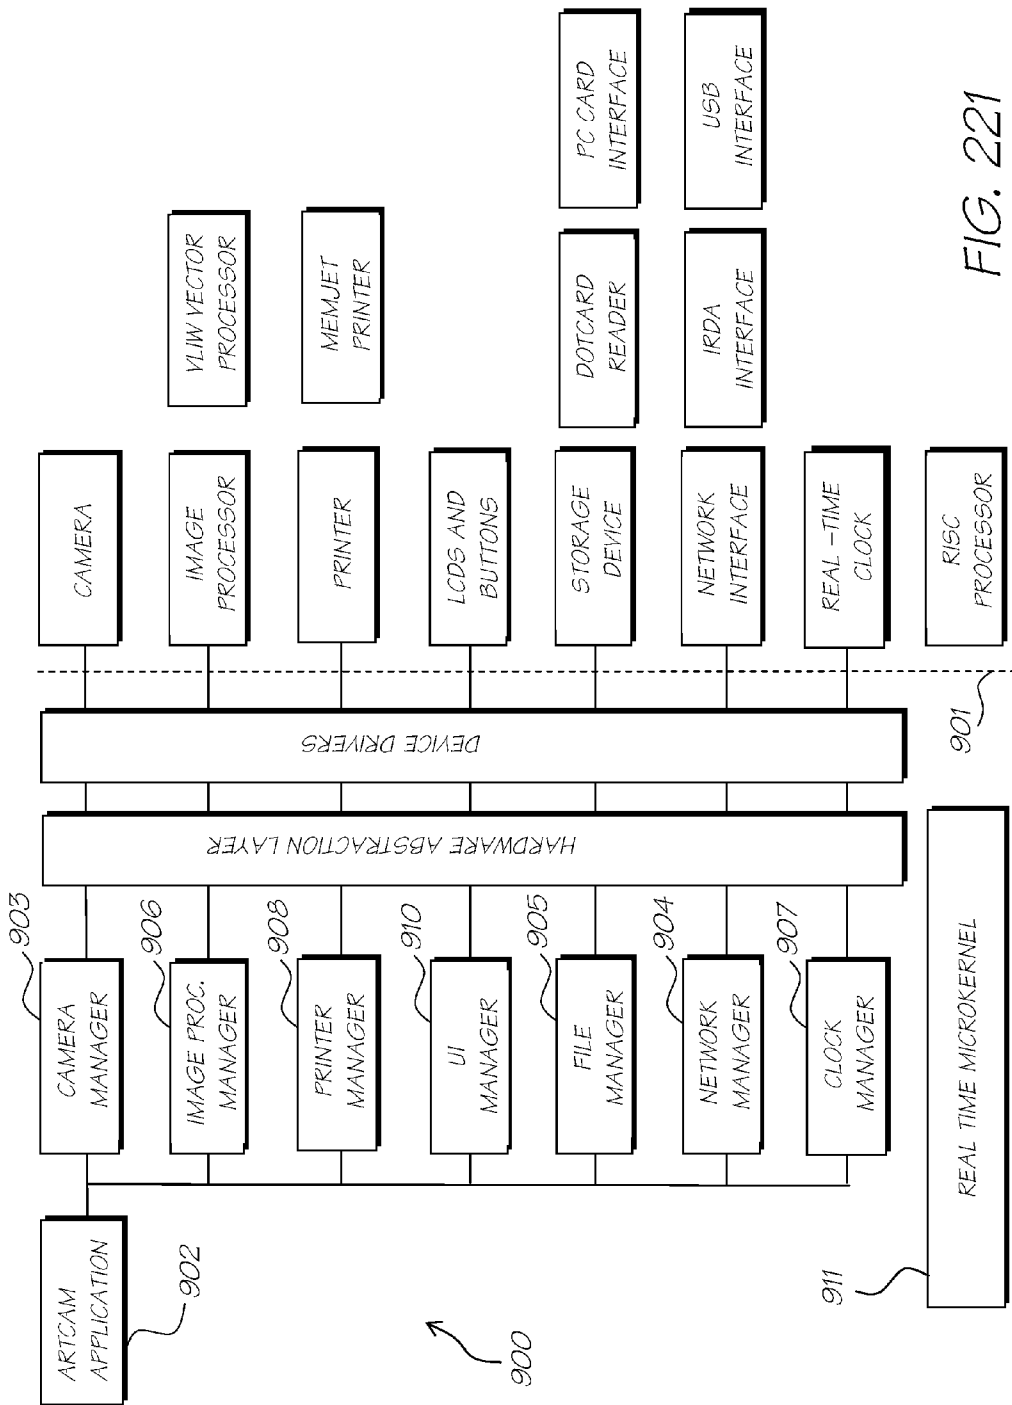 ARTCAM
APPLICATION
902
CAMERA
MANAGER
903
IMAGE PROC.
MANAGER
906
PRINTER
MANAGER
908
UI
MANAGER
910
FILE
MANAGER
905
NETWORK
MANAGER
904
CLOCK
MANAGER
907
HARDWARE ABSTRACTION LAYER
DEVICE DRIVERS
CAMERA
IMAGE
PROCESSOR
VLIW VECTOR
PROCESSOR
PRINTER
MEMJET
PRINTER
LCDS AND
BUTTONS
STORAGE
DEVICE
DOTCARD
READER
PC CARD
INTERFACE
NETWORK
INTERFACE
IRDA
INTERFACE
USB
INTERFACE
REAL -TIME
CLOCK
RISC
PROCESSOR
901
REAL TIME MICROKERNEL
911
900
FIG. 221